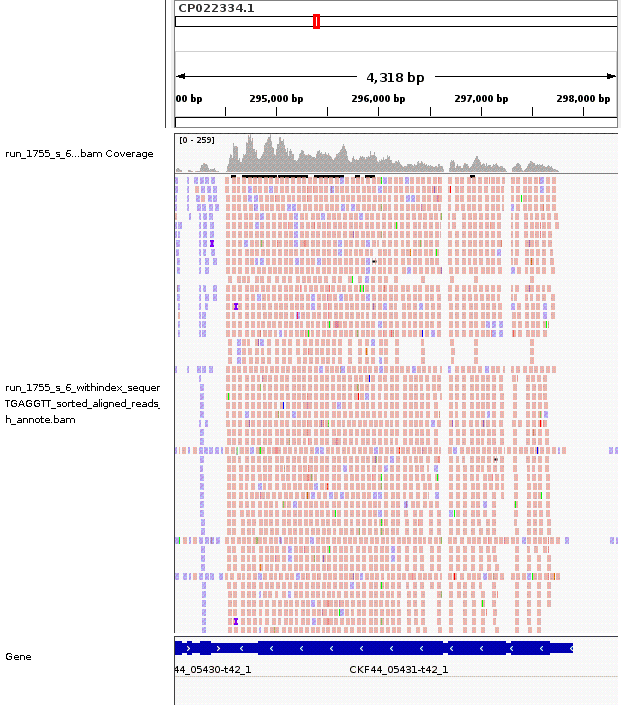 CP022334.1
4,318 bp
00 bp 295,000 bp 296,000 bp 297,000 bp 298,000 bp
[0 - 259]
run_1755_s_6...bam Coverage
run_1755_s_6_withindex_sequer
TGAGGTT_sorted_aligned_reads_
h_annote.bam
Gene
44_05430-t42_1 CKF44_05431-t42_1